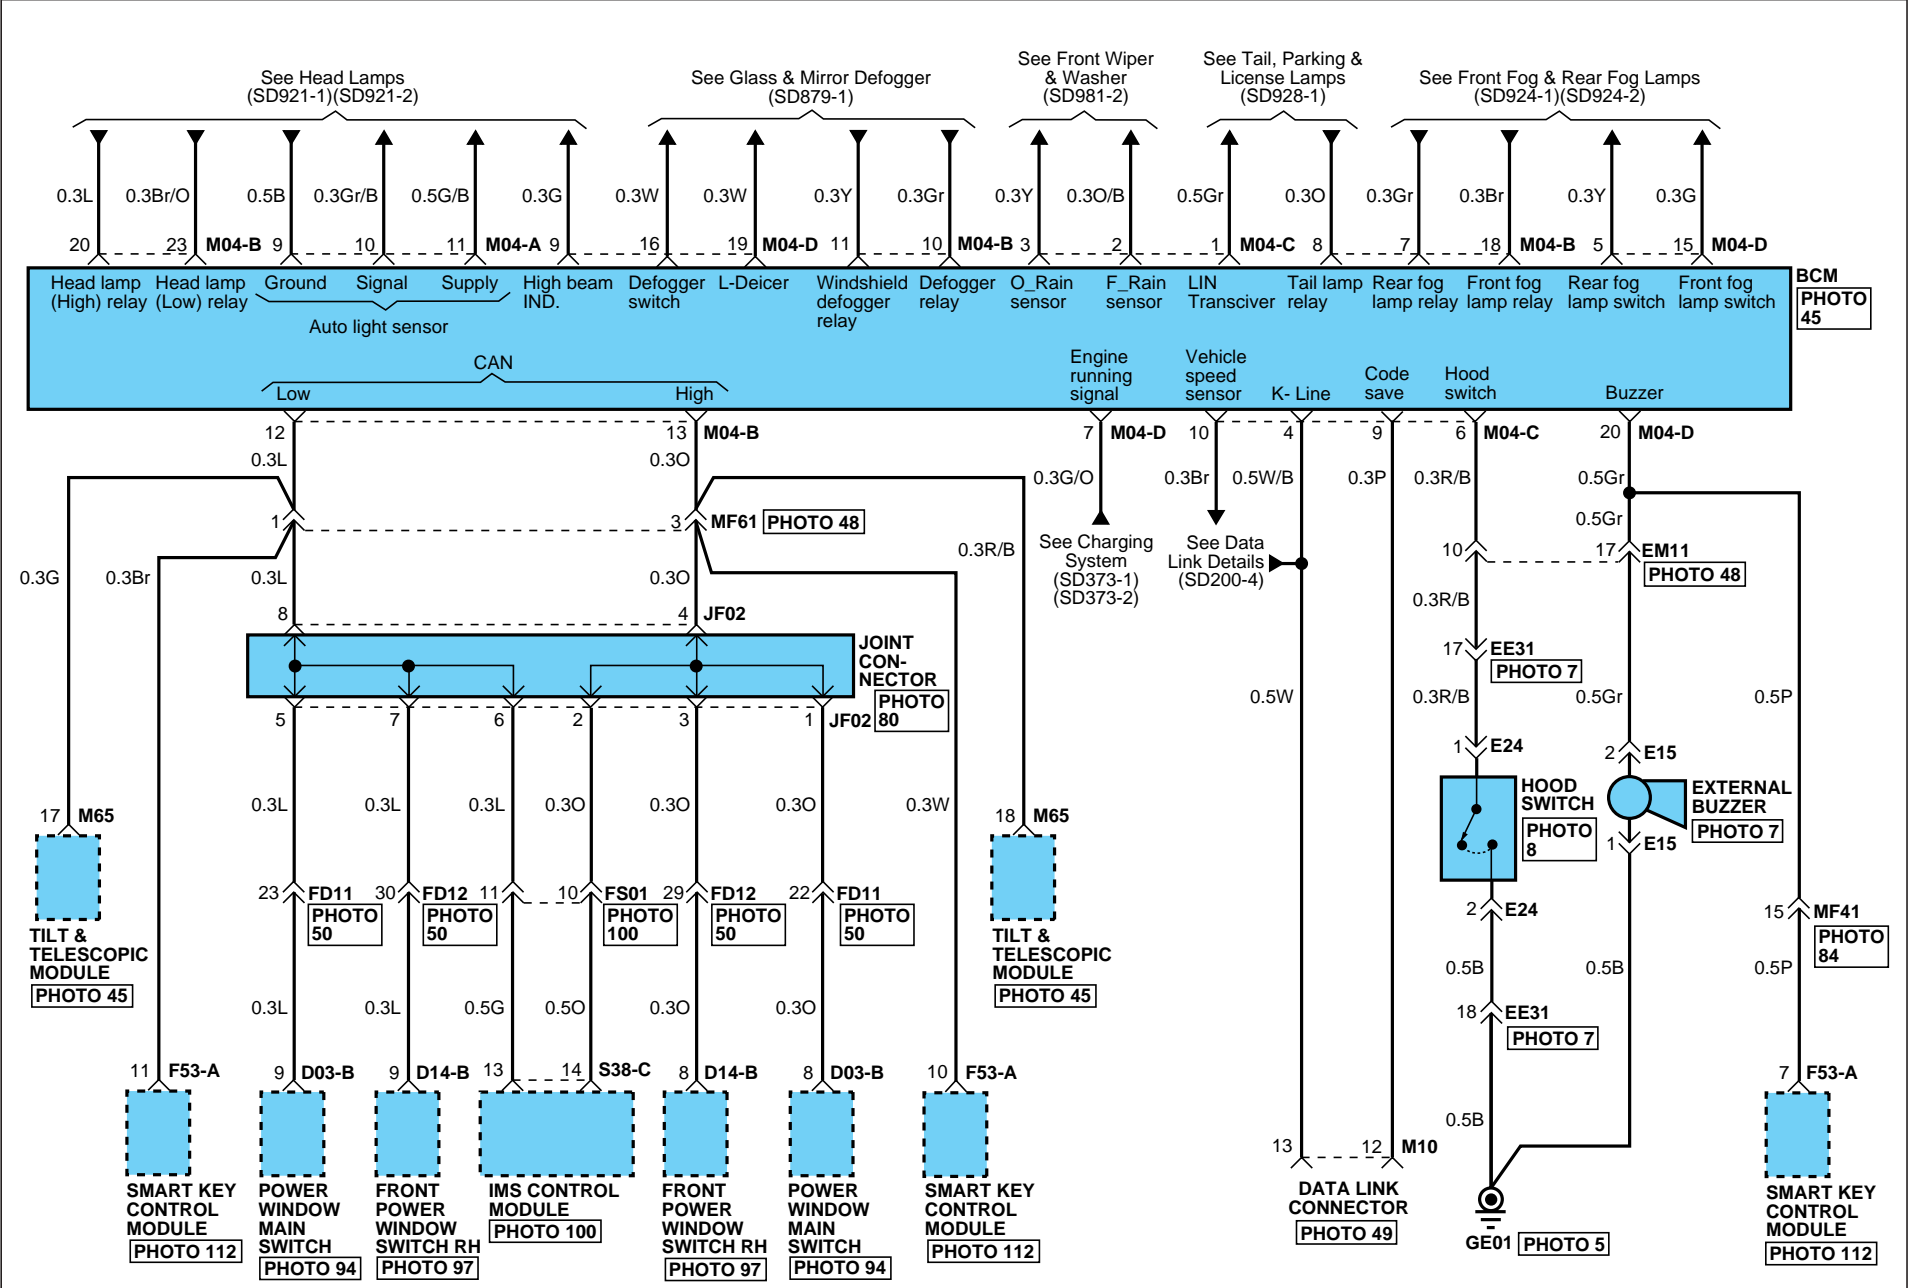 See Head Lamps
(SD921-1)(SD921-2)
See Glass & Mirror Defogger
(SD879-1)
See Front Wiper
& Washer
(SD981-2)
See Tail, Parking &
License Lamps
(SD928-1)
See Front Fog & Rear Fog Lamps
(SD924-1)(SD924-2)
0.3L 0.3Br/O 0.5B 0.3Gr/B 0.5G/B 0.3G 0.3W 0.3W 0.3Y 0.3Gr 0.3Y 0.3O/B 0.5Gr 0.3O 0.3Gr 0.3Br 0.3Y 0.3G
20 23 M04-B 9 10 11 M04-A 9 16 19 M04-D 11 10 M04-B 3 2 1 M04-C 8 7 18 M04-B 5 15 M04-D
Head lamp
(High) relay
Head lamp
(Low) relay
Ground
Signal
Supply
Auto light sensor
High beam
IND.
Defogger
switch
L-Deicer
Windshield
defogger
relay
Defogger
relay
O_Rain
sensor
F_Rain
sensor
LIN
Transciver
Tail lamp
relay
Rear fog
lamp relay
Front fog
lamp relay
Rear fog
lamp switch
Front fog
lamp switch
BCM
PHOTO
45
CAN
Low
High
Engine
running
signal
Vehicle
speed
sensor
K- Line
Code
save
Hood
switch
Buzzer
12 13 M04-B 7 M04-D 10 4 9 6 M04-C 20 M04-D
0.3L 0.3O 0.3G/O 0.3Br 0.5W/B 0.3P 0.3R/B 0.5Gr
1 3 MF61 PHOTO 48
0.5Gr
See Charging
System
(SD373-1)
(SD373-2)
See Data
Link Details
(SD200-4)
10 17 EM11
PHOTO 48
0.3G 0.3Br 0.3L 0.3O 0.3R/B
0.3R/B
8 4 JF02
JOINT
CON-
NECTOR
PHOTO
80
17 EE31
PHOTO 7
5 7 6 2 3 1 JF02
0.5W 0.3R/B 0.5Gr 0.5P
1 E24 2 E15
0.3L 0.3L 0.3L 0.3O 0.3O 0.3O 0.3W
17 M65 18 M65
HOOD
SWITCH
PHOTO
8
EXTERNAL
BUZZER
PHOTO 7
1 E15
23 FD11
PHOTO
50
30 FD12
PHOTO
50
11 10 FS01
PHOTO
100
29 FD12
PHOTO
50
22 FD11
PHOTO
50
2 E24
15 MF41
PHOTO
84
TILT &
TELESCOPIC
MODULE
PHOTO 45
TILT &
TELESCOPIC
MODULE
PHOTO 45
0.5B 0.5B 0.5P
0.3L 0.3L 0.5G 0.5O 0.3O 0.3O
18 EE31
PHOTO 7
11 F53-A 9 D03-B 9 D14-B 13 14 S38-C 8 D14-B 8 D03-B 10 F53-A 7 F53-A
0.5B
13 12 M10
SMART KEY
CONTROL
MODULE
PHOTO 112
POWER
WINDOW
MAIN
SWITCH
PHOTO 94
FRONT
POWER
WINDOW
SWITCH RH
PHOTO 97
IMS CONTROL
MODULE
PHOTO 100
FRONT
POWER
WINDOW
SWITCH RH
PHOTO 97
POWER
WINDOW
MAIN
SWITCH
PHOTO 94
SMART KEY
CONTROL
MODULE
PHOTO 112
DATA LINK
CONNECTOR
PHOTO 49
GE01 PHOTO 5
SMART KEY
CONTROL
MODULE
PHOTO 112